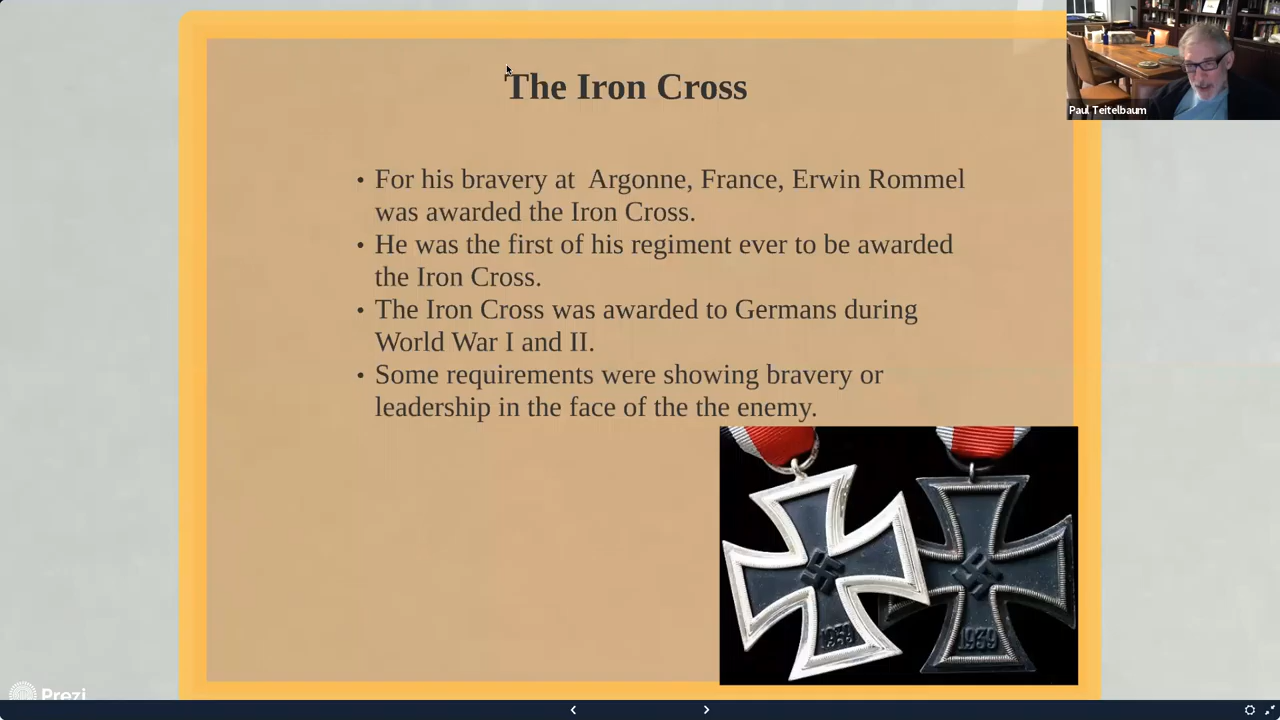 The Iron Cross
Paul Teitelbaum
• For his bravery at  Argonne, France, Erwin Rommel
was awarded the Iron Cross.
• He was the first of his regiment ever to be awarded
the Iron Cross.
• The Iron Cross was awarded to Germans during
World War I and II.
• Some requirements were showing bravery or
leadership in the face of the the enemy.
1939
1939
Prezi